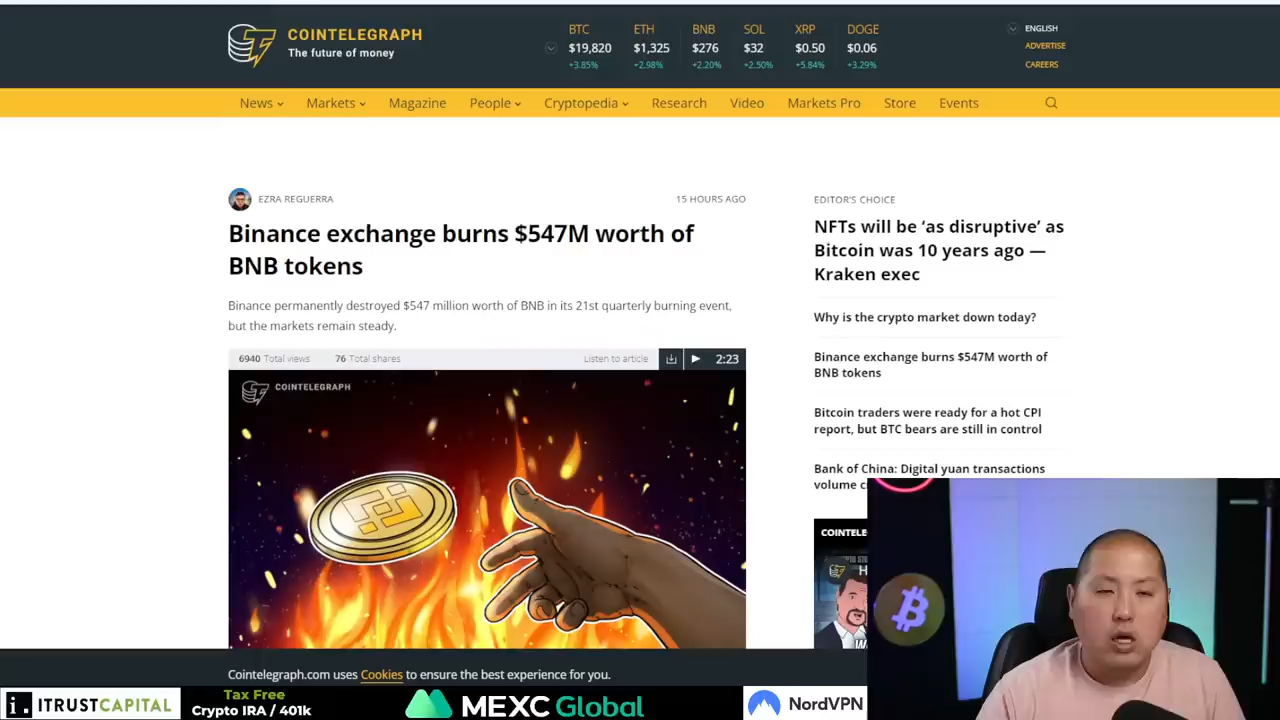 COINTELEGRAPH
The future of money
BTC ETH BNB SOL XRP DOGE
$19,820 $1,325 $276 $32 $0.50 $0.06
+3.85% +2.98% +2.20% +2.50% +5.84% +3.29%
ENGLISH
ADVERTISE
CAREERS
News Markets Magazine People Cryptopedia Research Video Markets Pro Store Events
EZRA REGUERRA 15 HOURS AGO
Binance exchange burns $547M worth of
BNB tokens
Binance permanently destroyed $547 million worth of BNB in its 21st quarterly burning event,
but the markets remain steady.
6940 Total views 76 Total shares Listen to article 2:23
COINTELEGRAPH
EDITOR'S CHOICE
NFTs will be ‘as disruptive’ as
Bitcoin was 10 years ago —
Kraken exec
Why is the crypto market down today?
Binance exchange burns $547M worth of
BNB tokens
Bitcoin traders were ready for a hot CPI
report, but BTC bears are still in control
Bank of China: Digital yuan transactions
volume
COINTELE
H
Cointelegraph.com uses Cookies to ensure the best experience for you.
i. ITRUSTCAPITAL
Tax Free
Crypto IRA / 401k
MEXC Global
NordVPN